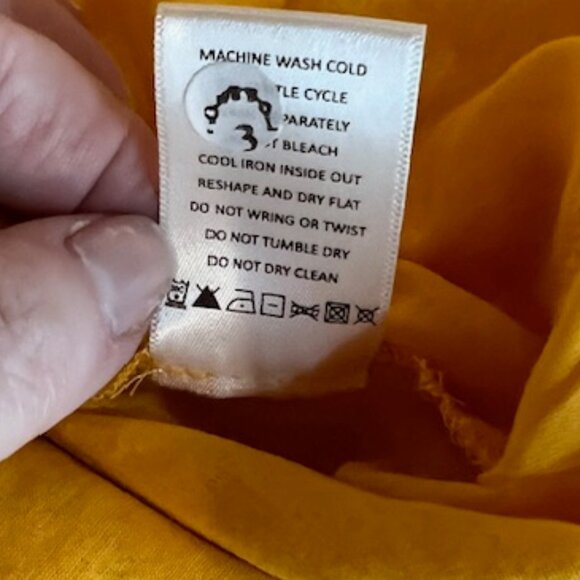 MACHINE WASH COLD
TLE CYCLE
PARATELY
3
T BLEACH
COOL IRON INSIDE OUT
RESHAPE AND DRY FLAT
DO NOT WRING OR TWIST
DO NOT TUMBLE DRY
DO NOT DRY CLEAN